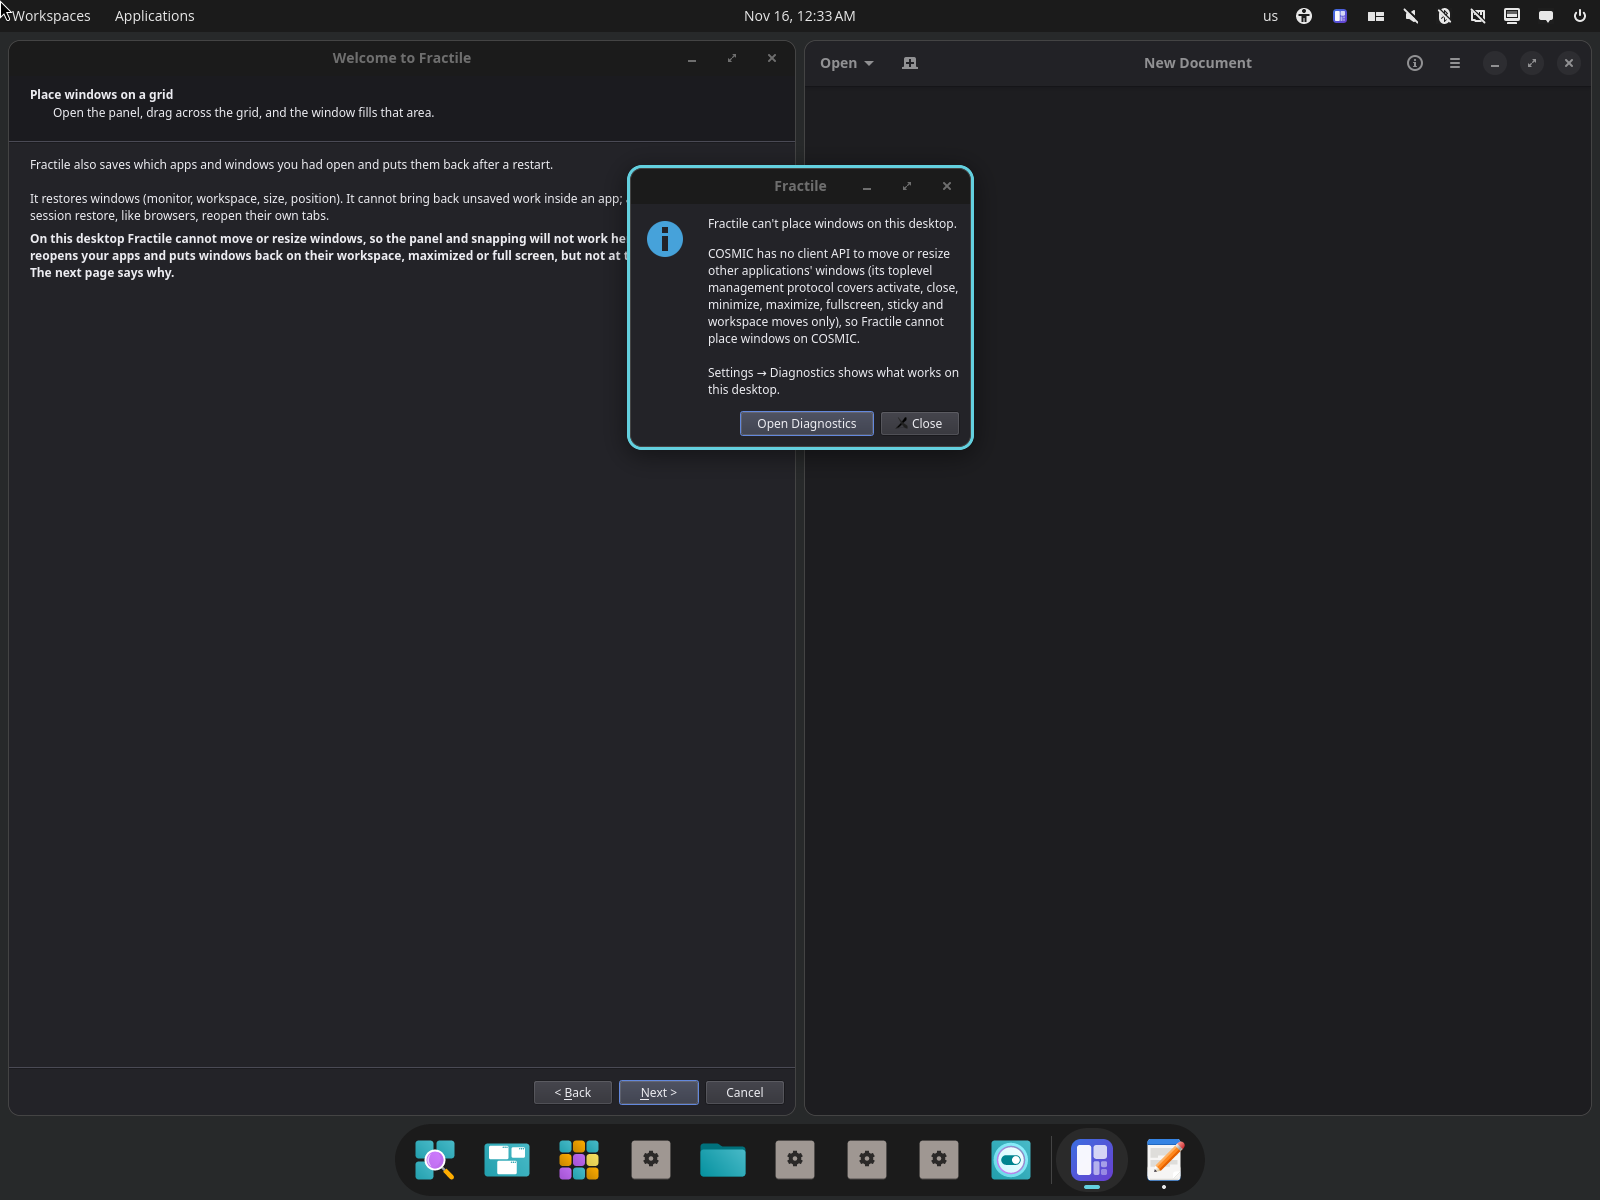 Workspaces
Applications
Nov 16, 12:33 AM
us
Welcome to Fractile
Place windows on a grid
Open the panel, drag across the grid, and the window fills that area.
Fractile also saves which apps and windows you had open and puts them back after a restart.
It restores windows (monitor, workspace, size, position). It cannot bring back unsaved work inside an app;
session restore, like browsers, reopen their own tabs.
On this desktop Fractile cannot move or resize windows, so the panel and snapping will not work
reopens your apps and puts windows back on their workspace, maximized or full screen, but not at
The next page says why.
< Back
Next >
Cancel
Open
New Document
Fractile
Fractile can't place windows on this desktop.
COSMIC has no client API to move or resize
other applications' windows (its toplevel
management protocol covers activate, close,
minimize, maximize, fullscreen, sticky and
workspace moves only), so Fractile cannot
place windows on COSMIC.
Settings → Diagnostics shows what works on
this desktop.
Open Diagnostics
Close